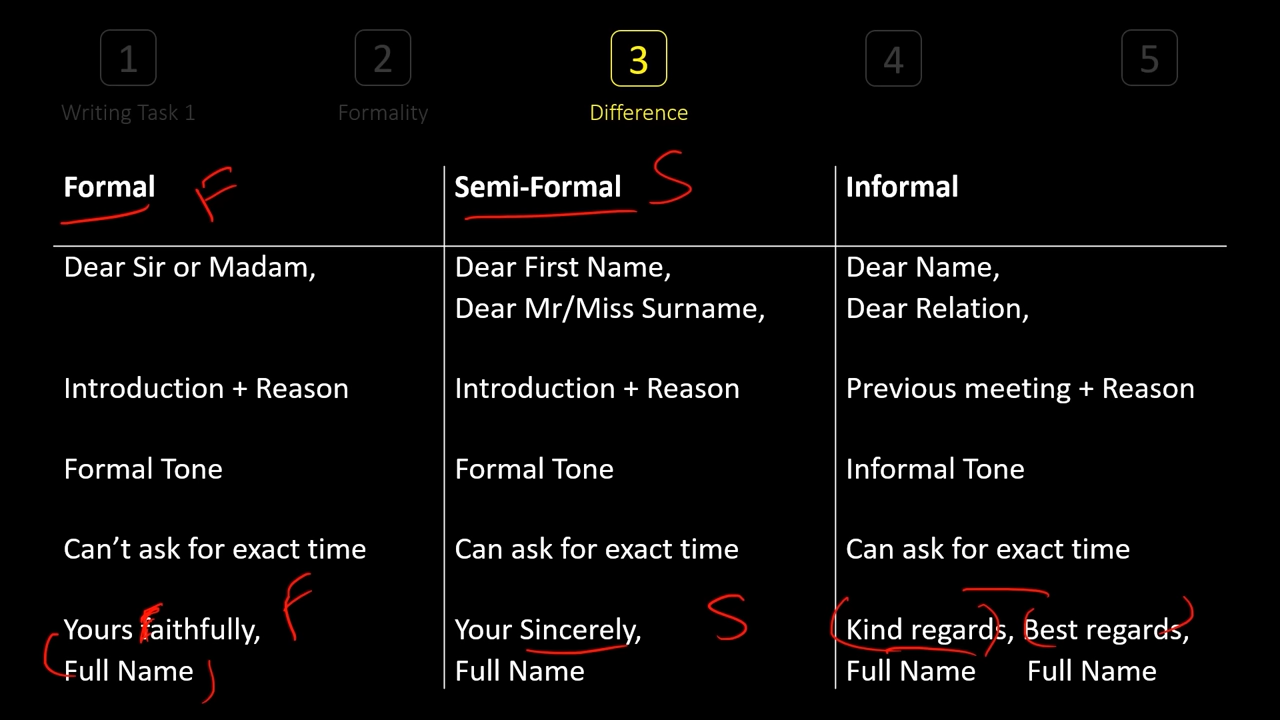 1 2 3 4 5
Writing Task 1 Formality Difference
Formal F Semi-Formal S Informal
Dear Sir or Madam, Dear First Name, Dear Name,
Dear Mr/Miss Surname, Dear Relation,
Introduction + Reason Introduction + Reason Previous meeting + Reason
Formal Tone Formal Tone Informal Tone
Can't ask for exact time Can ask for exact time Can ask for exact time
Yours faithfully, F Your Sincerely, S Kind regards, Best regards,
Full Name Full Name Full Name Full Name